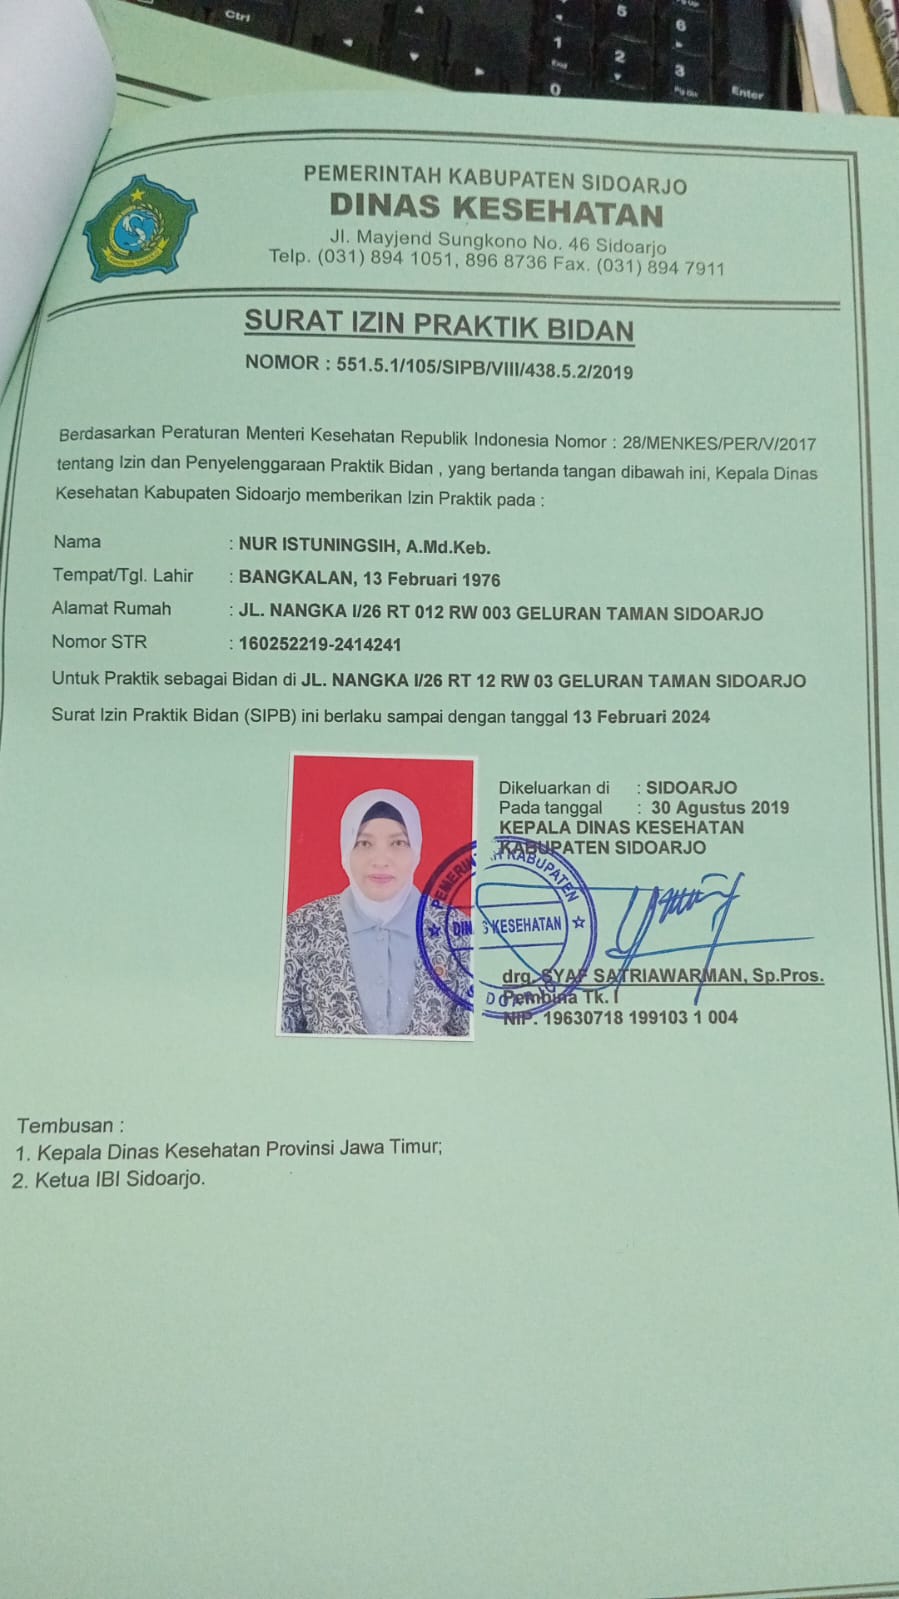 Ctrl
5
6
1
End
2
3
Pg Dn
0
Enter
PEMERINTAH KABUPATEN SIDOARJO
DINAS KESEHATAN
Jl. Mayjend Sungkono No. 46 Sidoarjo
Telp. (031) 894 1051, 896 8736 Fax. (031) 894 7911
SURAT IZIN PRAKTIK BIDAN
NOMOR : 551.5.1/105/SIPB/VIII/438.5.2/2019
Berdasarkan Peraturan Menteri Kesehatan Republik Indonesia Nomor : 28/MENKES/PER/V/2017
tentang Izin dan Penyelenggaraan Praktik Bidan , yang bertanda tangan dibawah ini, Kepala Dinas
Kesehatan Kabupaten Sidoarjo memberikan Izin Praktik pada :
Nama : NUR ISTUNINGSIH, A.Md.Keb.
Tempat/Tgl. Lahir : BANGKALAN, 13 Februari 1976
Alamat Rumah : JL. NANGKA I/26 RT 012 RW 003 GELURAN TAMAN SIDOARJO
Nomor STR : 160252219-2414241
Untuk Praktik sebagai Bidan di JL. NANGKA I/26 RT 12 RW 03 GELURAN TAMAN SIDOARJO
Surat Izin Praktik Bidan (SIPB) ini berlaku sampai dengan tanggal 13 Februari 2024
Dikeluarkan di : SIDOARJO
Pada tanggal : 30 Agustus 2019
KEPALA DINAS KESEHATAN
KABUPATEN SIDOARJO
KABUPATEN
KESEHATAN
drg. SYAF SATRIAWARMAN, Sp.Pros.
Pembina Tk. I
NIP. 19630718 199103 1 004
Tembusan :
1. Kepala Dinas Kesehatan Provinsi Jawa Timur;
2. Ketua IBI Sidoarjo.